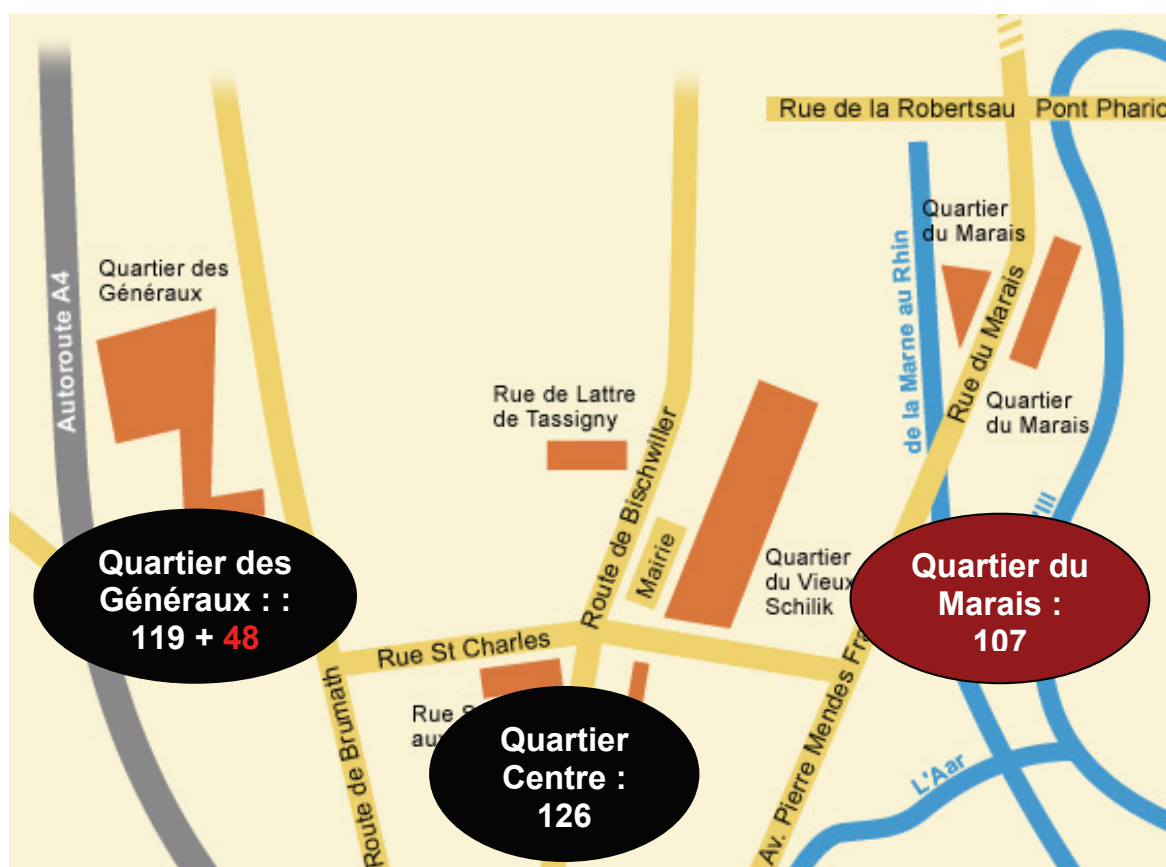 Rue de la Robertsau
Pont Phario
Quartier
du Marais
Quartier des
Généraux
Autoroute A4
de la Marne au Rhin
Rue du Marais
Rue de Lattre
de Tassigny
Quartier
du Marais
Route de Bischwiller
Mairie
Quartier
du Vieux
Schilik
Quartier des
Généraux : :
119 + 48
Quartier du
Marais :
107
Rue St Charles
Route de Brumath
Rue
aux
Quartier
Centre :
126
Av. Pierre Mendes Fra
L'Aar